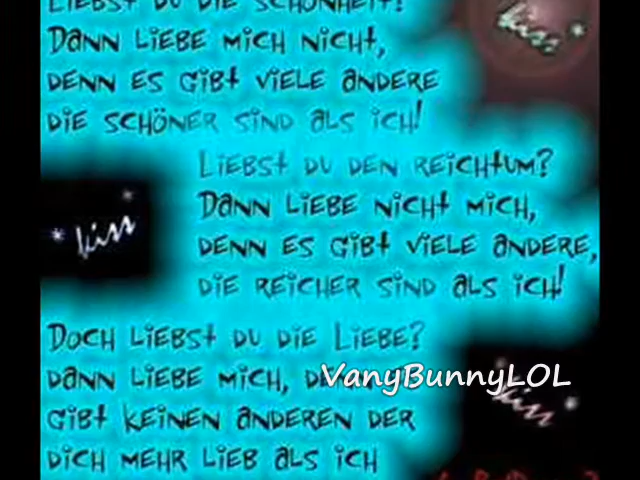 LIEBST DU DIE SCHÖNHEIT?
DANN LIEBE MICH NICHT,
DENN ES GIBT VIELE ANDERE
DIE SCHÖNER SIND ALS ICH!
LIEBST DU DEN REICHTUM?
DANN LIEBE NICHT MICH,
DENN ES GIBT VIELE ANDERE,
DIE REICHER SIND ALS ICH!
DOCH LIEBST DU DIE LIEBE?
DANN LIEBE MICH,
GIBT KEINEN ANDEREN DER
DICH MEHR LIEB ALS ICH
*kiss*
*kiss*
kiss*
VanyBunnyLOL